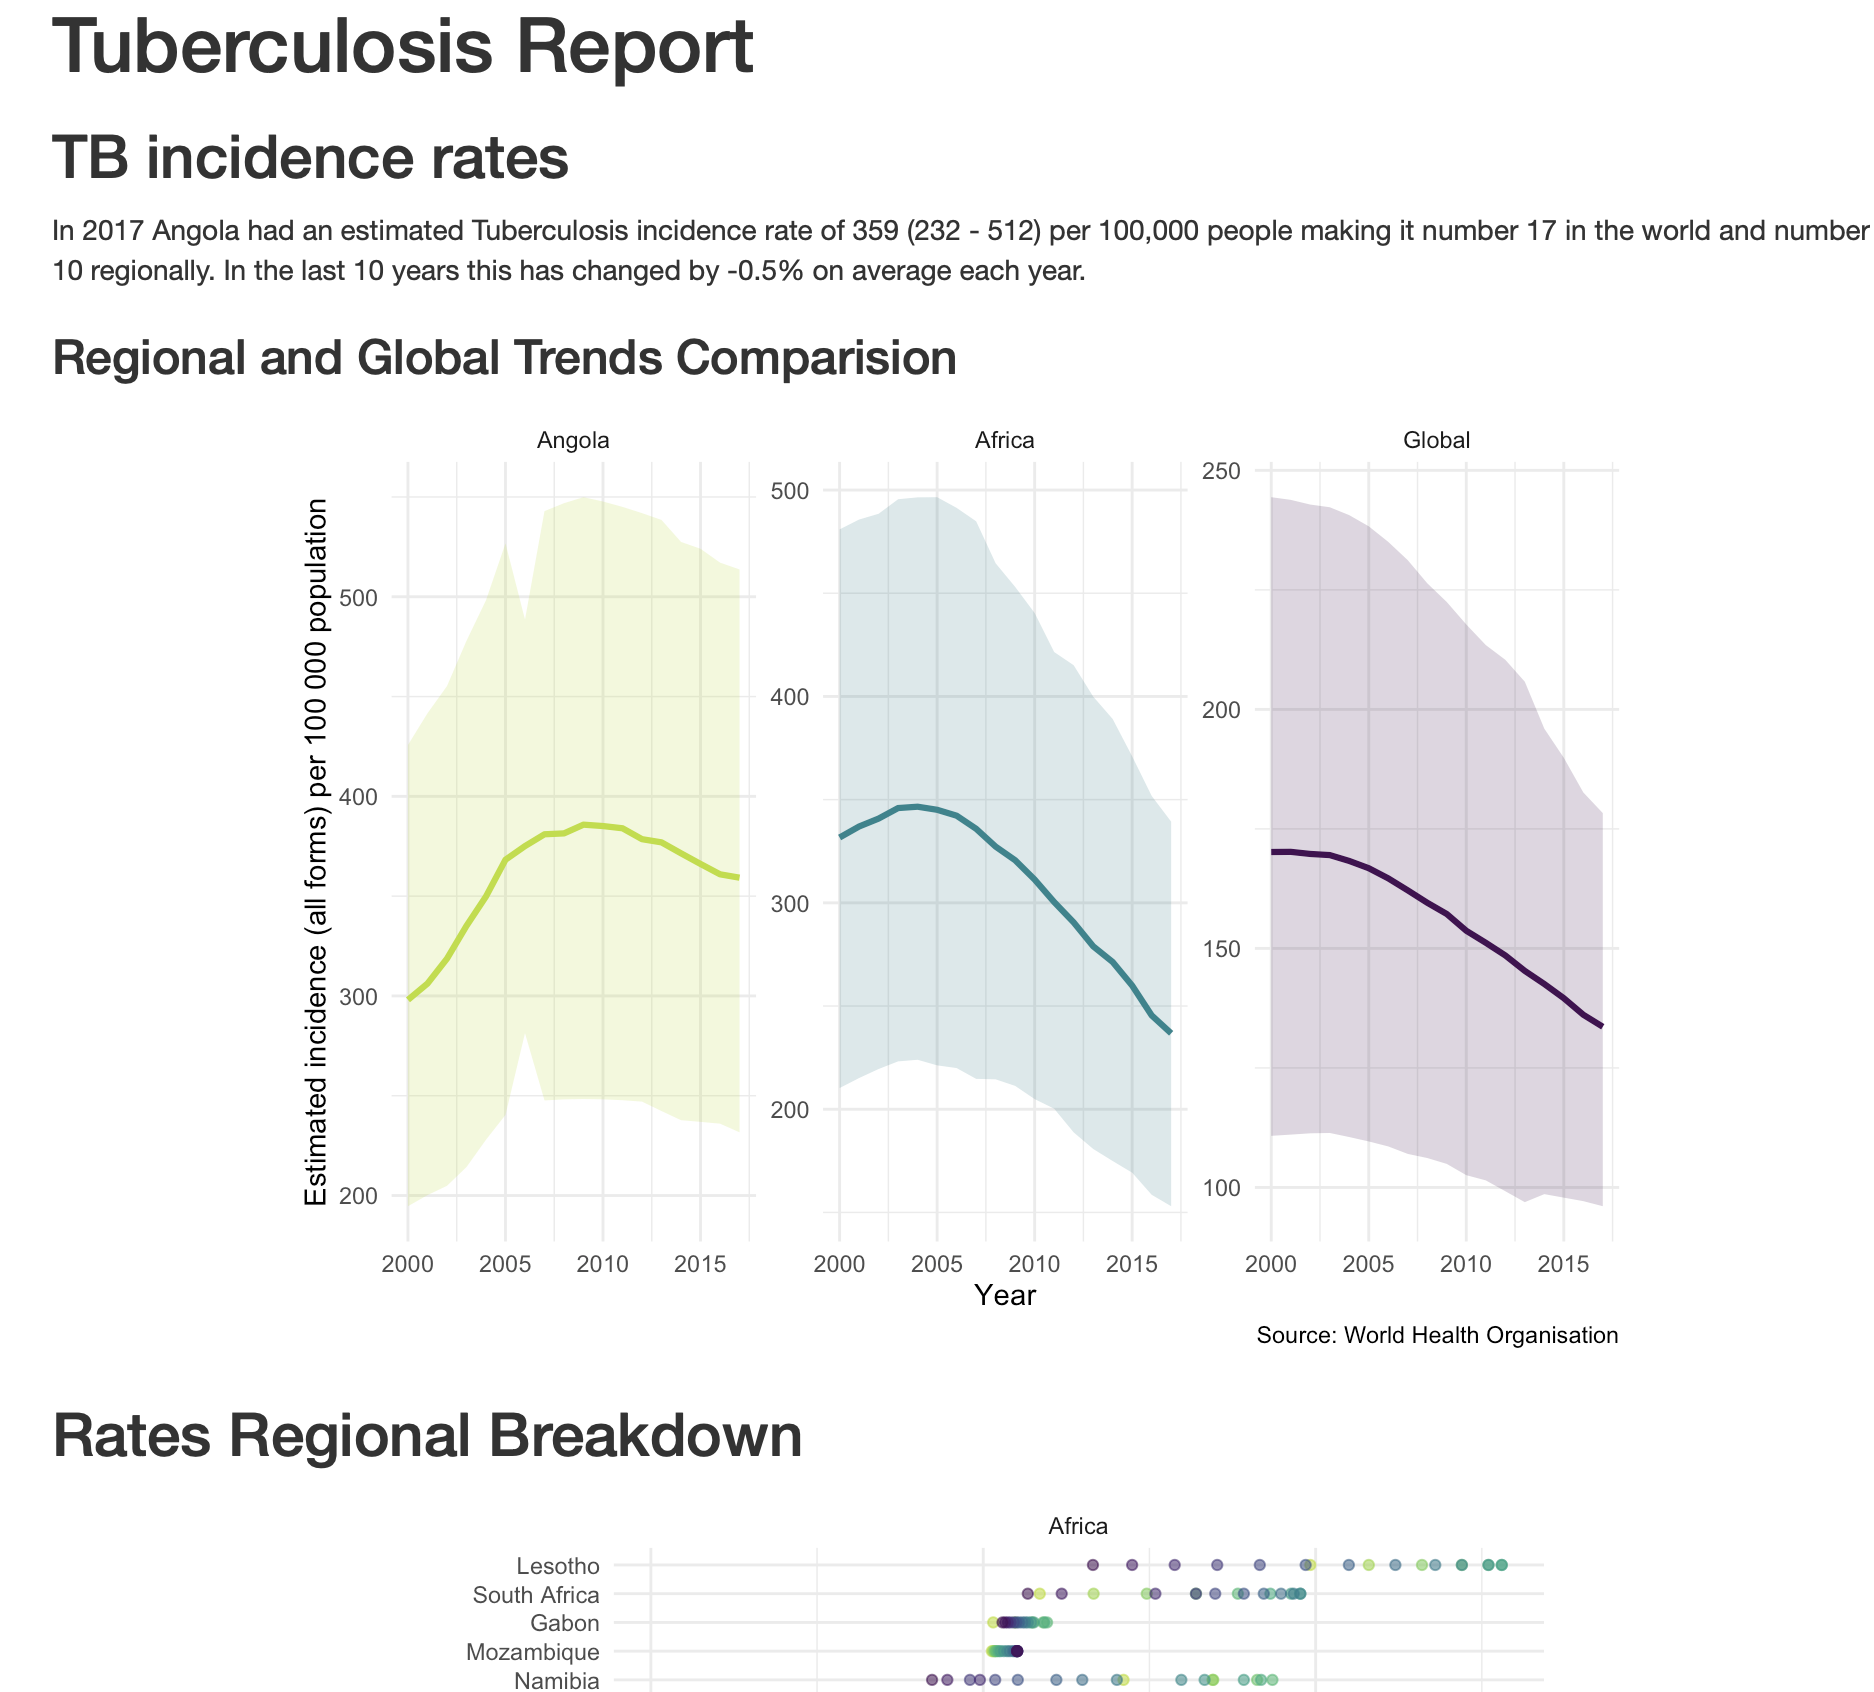 Tuberculosis Report
TB incidence rates
In 2017 Angola had an estimated Tuberculosis incidence rate of 359 (232 - 512) per 100,000 people making it number 17 in the world and number
10 regionally. In the last 10 years this has changed by -0.5% on average each year.
Regional and Global Trends Comparision
Angola
Africa
Global
Estimated incidence (all forms) per 100 000 population
500
400
300
200
500
400
300
200
250
200
150
100
2000 2005 2010 2015
2000 2005 2010 2015
2000 2005 2010 2015
Year
Source: World Health Organisation
Rates Regional Breakdown
Africa
Lesotho
South Africa
Gabon
Mozambique
Namibia